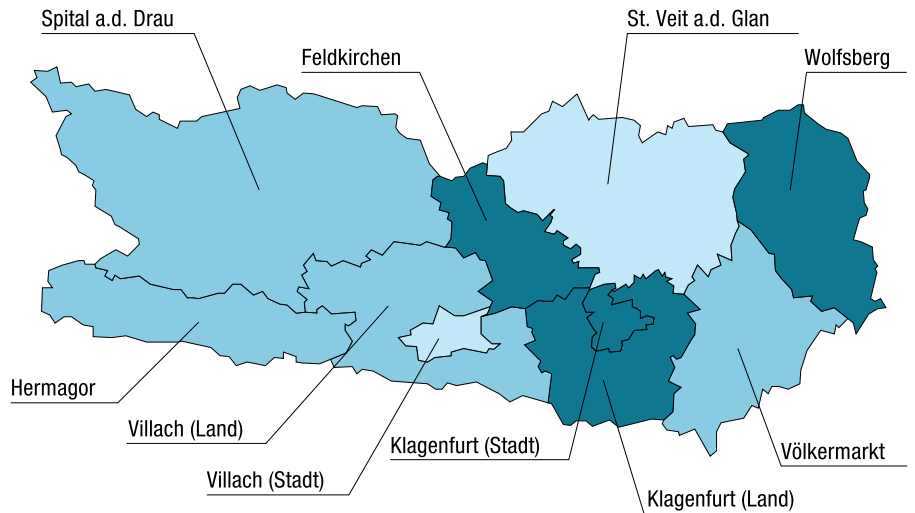 Spital a.d. Drau
St. Veit a.d. Glan
Feldkirchen
Wolfsberg
Hermagor
Villach (Land)
Klagenfurt (Stadt)
Völkermarkt
Villach (Stadt)
Klagenfurt (Land)